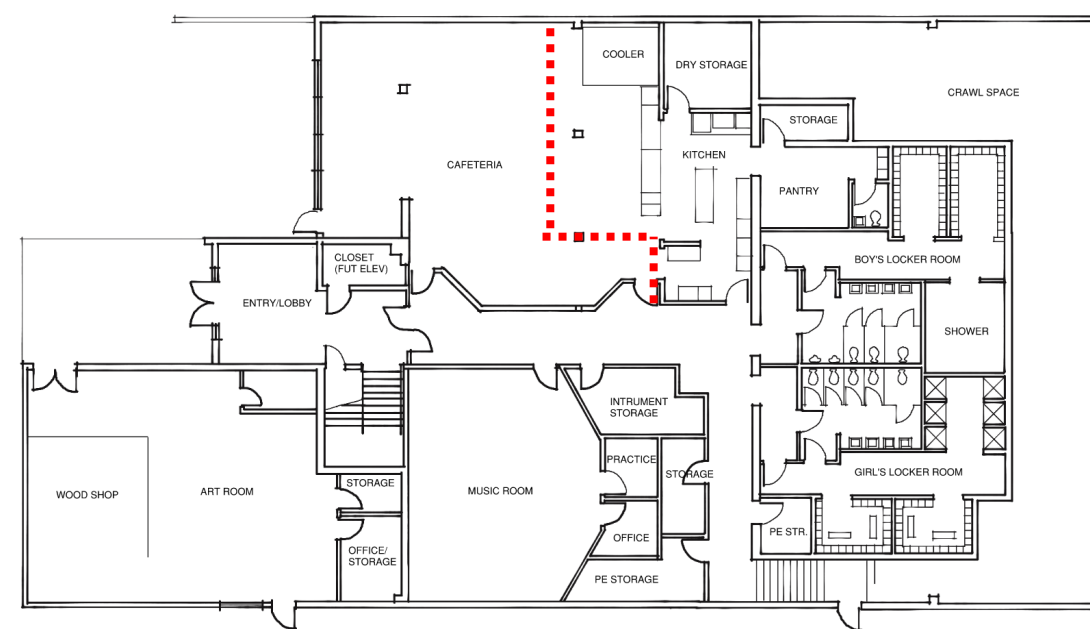 COOLER
DRY STORAGE
CRAWL SPACE
STORAGE
KITCHEN
CAFETERIA
PANTRY
CLOSET
(FUT ELEV)
BOY'S LOCKER ROOM
ENTRY/LOBBY
SHOWER
INTRUMENT
STORAGE
PRACTICE
STORAGE
GIRL'S LOCKER ROOM
STORAGE
WOOD SHOP
ART ROOM
MUSIC ROOM
PE STR.
OFFICE
OFFICE/
STORAGE
PE STORAGE